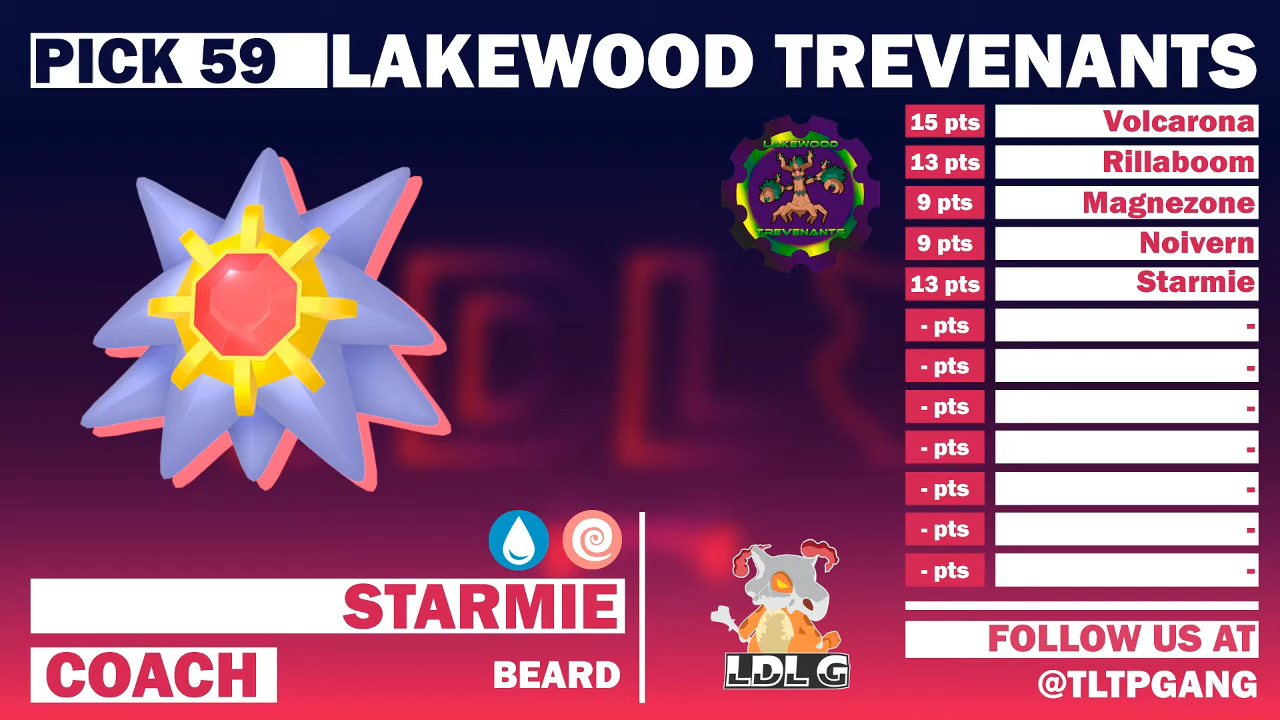 PICK 59
LAKEWOOD TREVENANTS
LAKEWOOD
TREVENANTS
15 pts Volcarona
13 pts Rillaboom
9 pts Magnezone
9 pts Noivern
13 pts Starmie
- pts -
- pts -
- pts -
- pts -
- pts -
- pts -
- pts -
STARMIE
COACH
BEARD
LDL G
FOLLOW US AT
@TLTPGANG